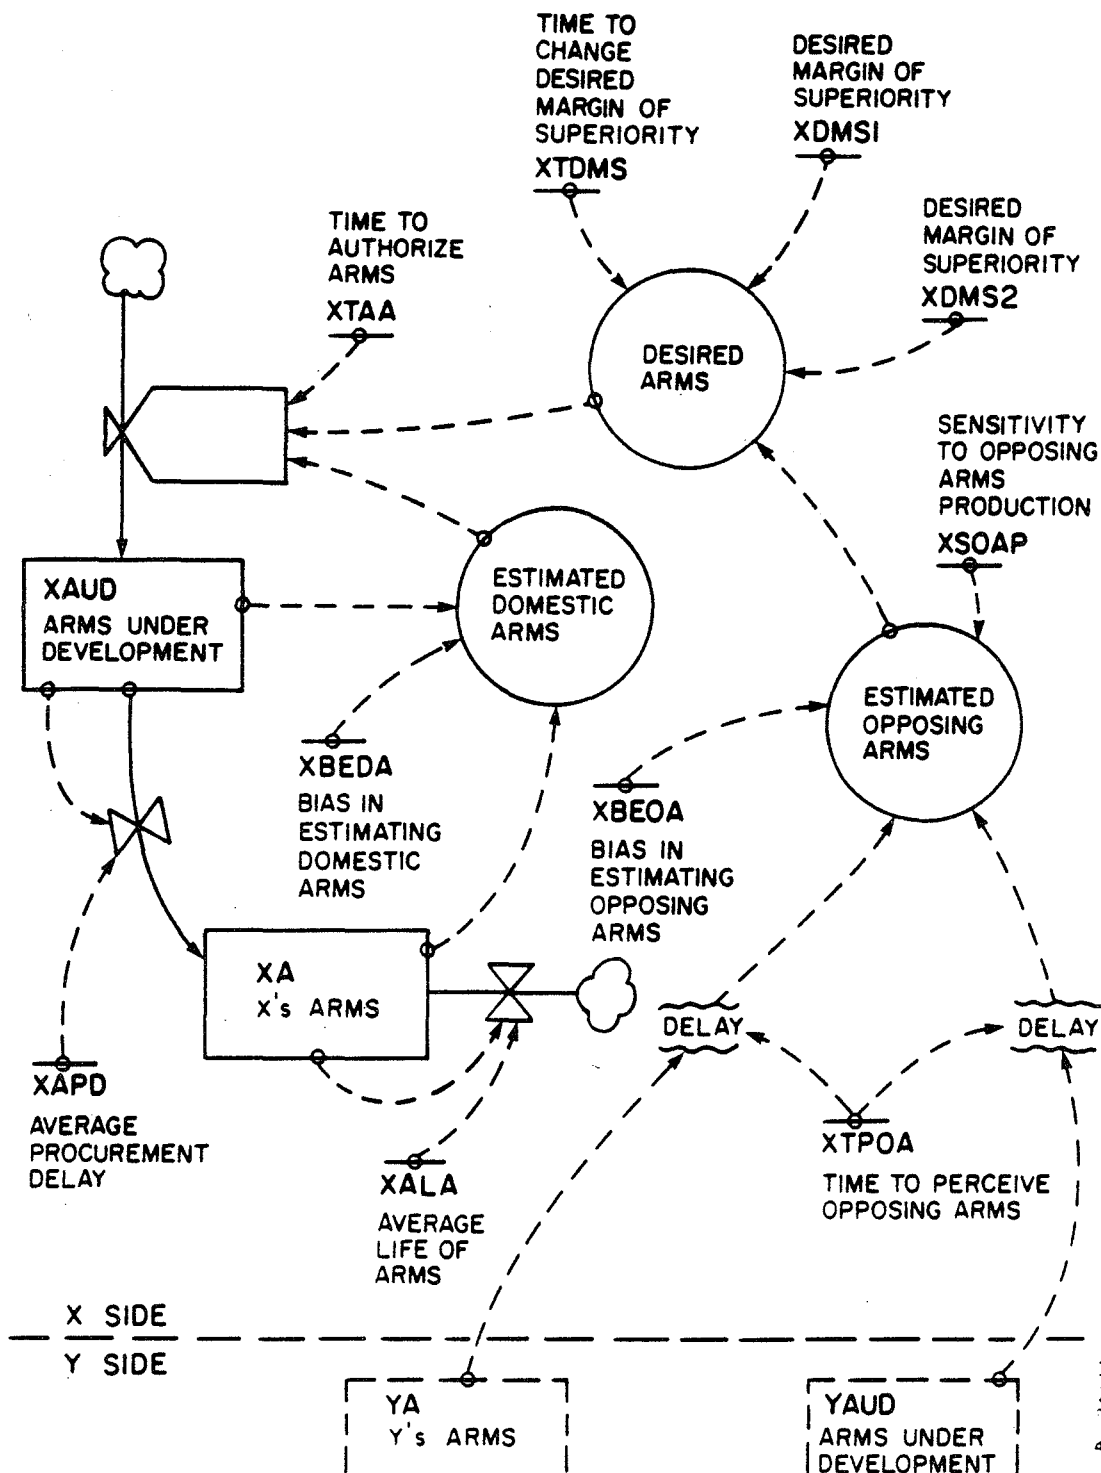 TIME TO
CHANGE
DESIRED
MARGIN OF
SUPERIORITY
XTDMS
DESIRED
MARGIN OF
SUPERIORITY
XDMS1
TIME TO
AUTHORIZE
ARMS
XTAA
DESIRED
MARGIN OF
SUPERIORITY
XDMS2
DESIRED
ARMS
SENSITIVITY
TO OPPOSING
ARMS
PRODUCTION
XSOAP
XAUD
ARMS UNDER
DEVELOPMENT
ESTIMATED
DOMESTIC
ARMS
ESTIMATED
OPPOSING
ARMS
XBEDA
BIAS IN
ESTIMATING
DOMESTIC
ARMS
XBEOA
BIAS IN
ESTIMATING
OPPOSING
ARMS
XA
X's ARMS
DELAY
DELAY
XAPD
AVERAGE
PROCUREMENT
DELAY
XALA
AVERAGE
LIFE OF
ARMS
XTPOA
TIME TO PERCEIVE
OPPOSING ARMS
X SIDE
Y SIDE
YA
Y's ARMS
YAUD
ARMS UNDER
DEVELOPMENT